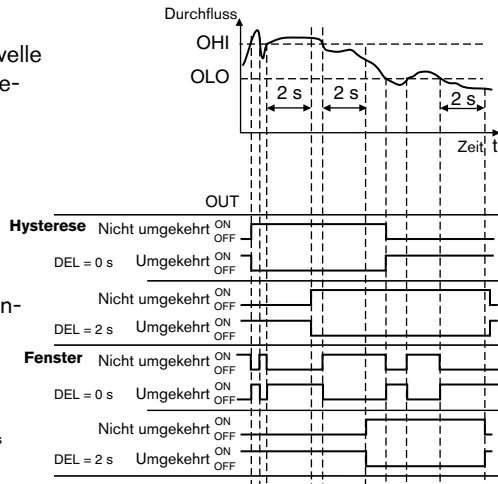 Durchfluss
OHI
OLO
2 s
2 s
2 s
Zeit t
velle
e-
OUT
Hysterese Nicht umgekehrt ON
OFF
DEL = 0 s Umgekehrt ON
OFF
Nicht umgekehrt ON
OFF
n-
DEL = 2 s Umgekehrt ON
OFF
Fenster Nicht umgekehrt ON
OFF
DEL = 0 s Umgekehrt ON
OFF
Nicht umgekehrt ON
OFF
s
DEL = 2 s Umgekehrt ON
OFF